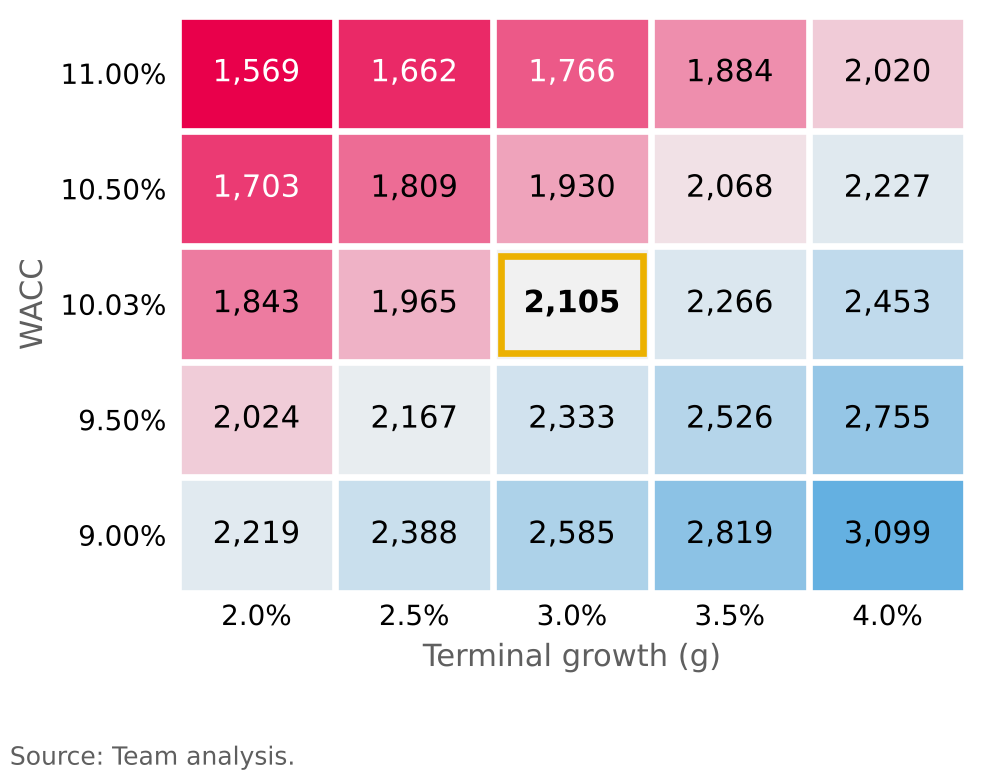 11.00% 1,569 1,662 1,766 1,884 2,020
10.50% 1,703 1,809 1,930 2,068 2,227
WACC
10.03% 1,843 1,965 2,105 2,266 2,453
9.50% 2,024 2,167 2,333 2,526 2,755
9.00% 2,219 2,388 2,585 2,819 3,099
2.0% 2.5% 3.0% 3.5% 4.0%
Terminal growth (g)
Source: Team analysis.